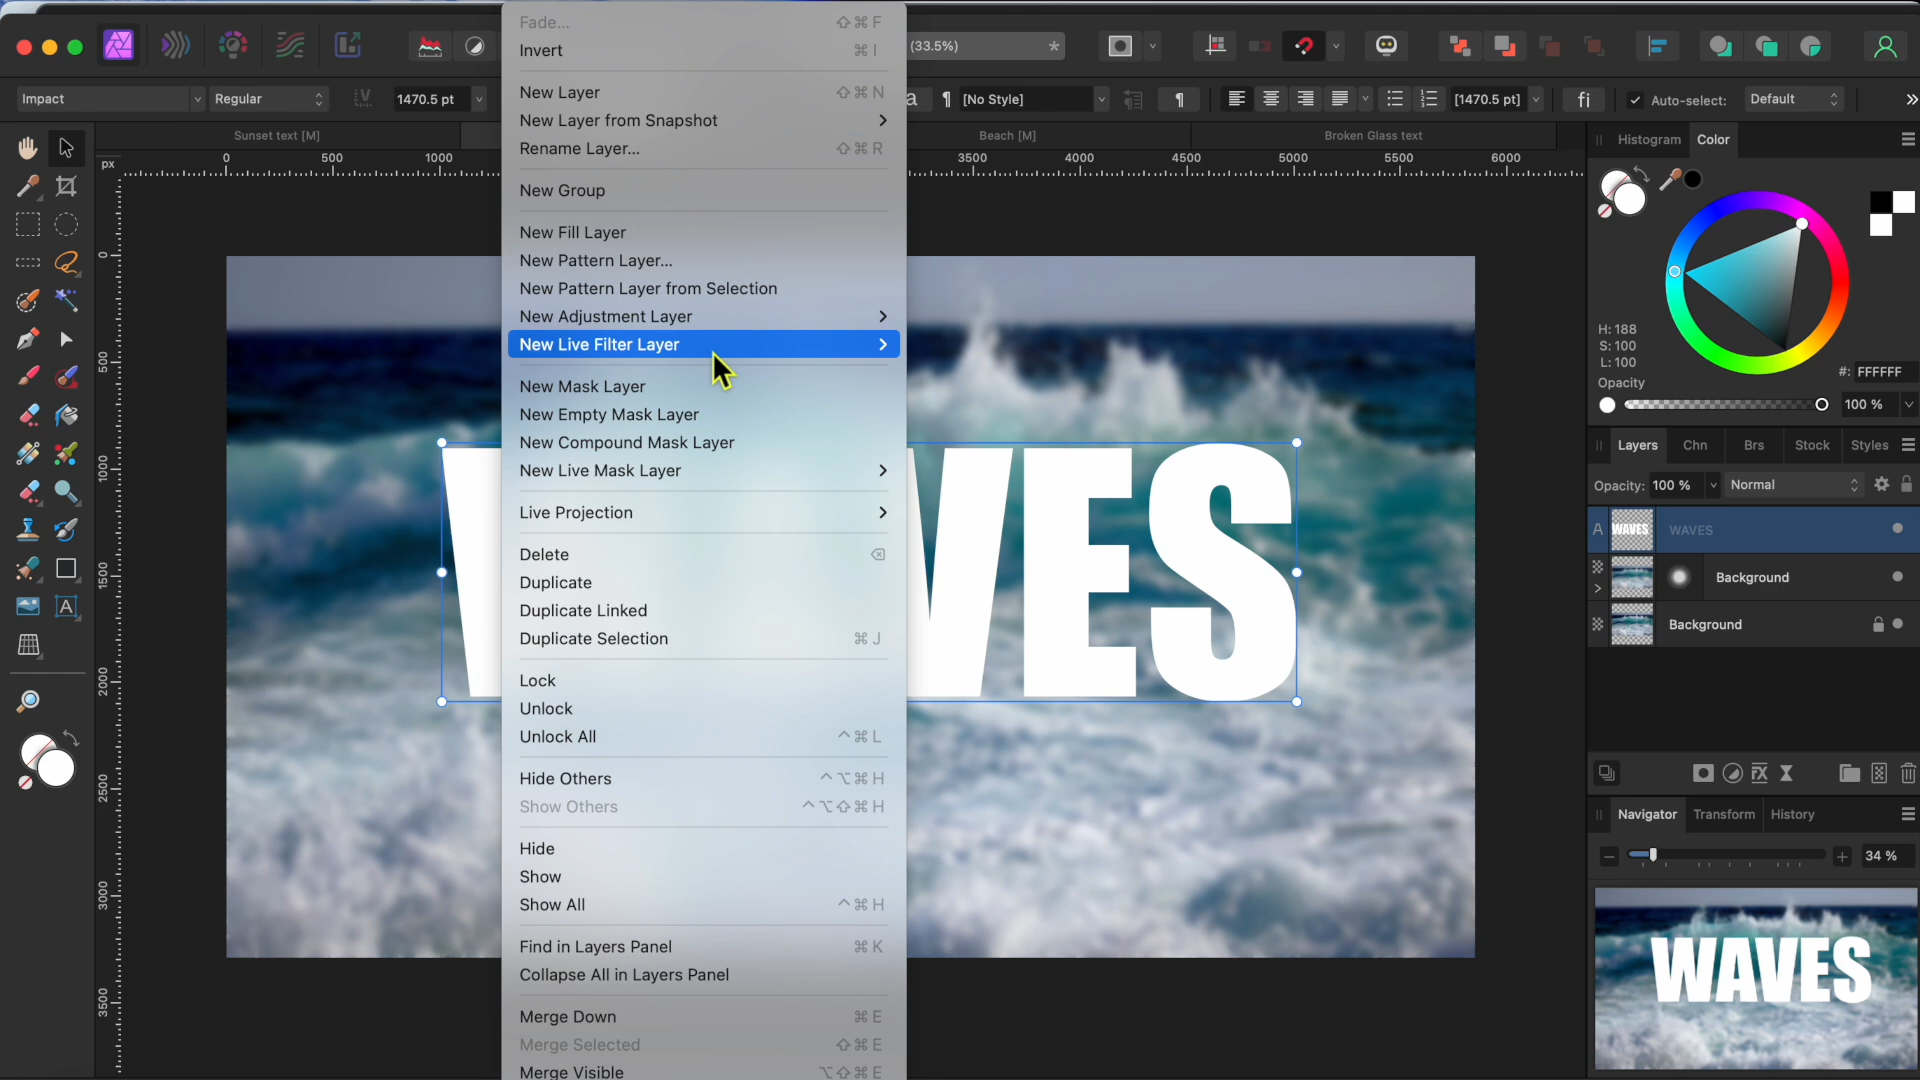 Fade... ⇧⌘F
Invert ⌘I
New Layer ⇧⌘N
New Layer from Snapshot
Rename Layer... ⇧⌘R
New Group
New Fill Layer
New Pattern Layer...
New Pattern Layer from Selection
New Adjustment Layer
New Live Filter Layer
New Mask Layer
New Empty Mask Layer
New Compound Mask Layer
New Live Mask Layer
Live Projection
Delete
Duplicate
Duplicate Linked
Duplicate Selection ⌘J
Lock
Unlock
Unlock All ^⌘L
Hide Others ^⌥⌘H
Show Others ^⌥⇧⌘H
Hide
Show
Show All ^⌘H
Find in Layers Panel ⌘K
Collapse All in Layers Panel
Merge Down ⌘E
Merge Selected ⇧⌘E
Merge Visible ⌥⇧⌘E
(33.5%) *
Impact Regular 1470.5 pt a ¶ [No Style] ¶ [1470.5 pt] fi Auto-select: Default
Sunset text [M] Beach [M] Broken Glass text
px 0 500 1000 3500 4000 4500 5000 5500 6000
0
500
1000
1500
2000
2500
3000
3500
VES
Histogram Color
H: 188
S: 100
L: 100
#: FFFFFF
Opacity
100 %
Layers Chn Brs Stock Styles
Opacity: 100 % Normal
A WAVES WAVES
Background
Background
Navigator Transform History
34 %
WAVES